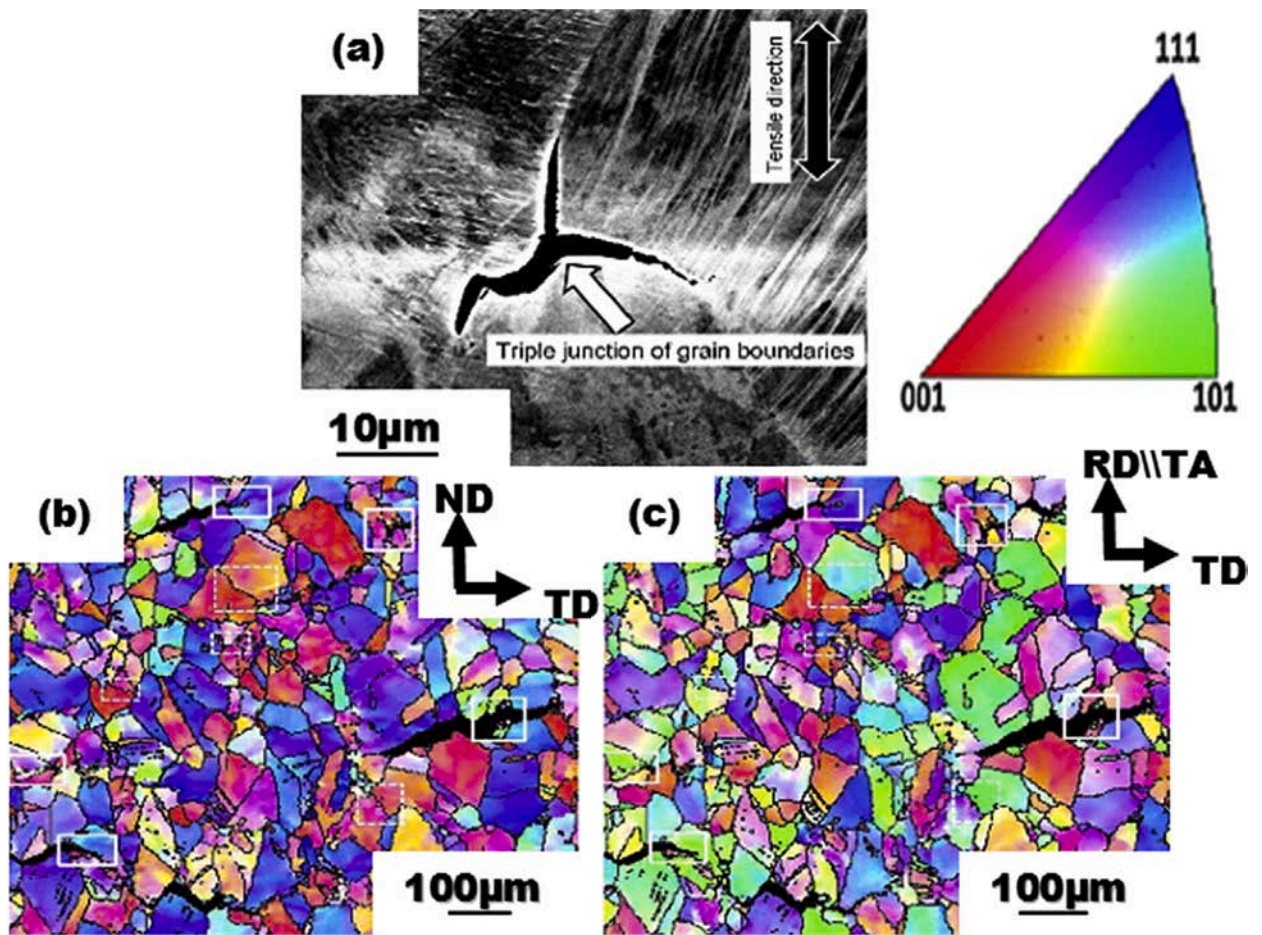 (a)
Tensile direction
111
Triple junction of grain boundaries
001
101
10µm
RD\\TA
(b)
ND
(c)
TD
TD
100µm
100µm